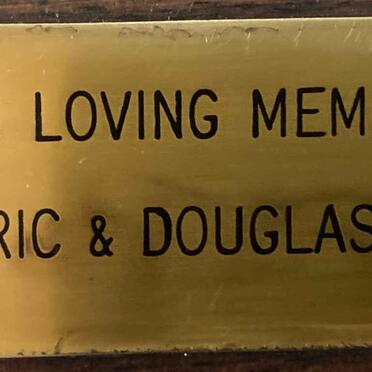 LOVING MEM
RIC & DOUGLAS